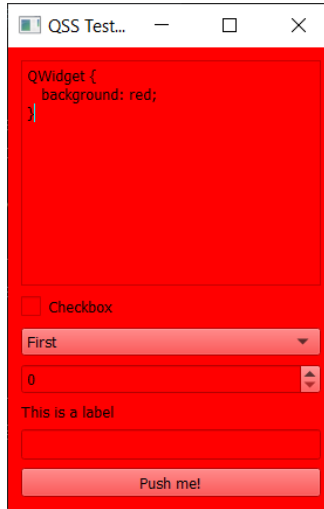 QSS Test...
QWidget {
   background: red;
}
Checkbox
First
0
This is a label
Push me!